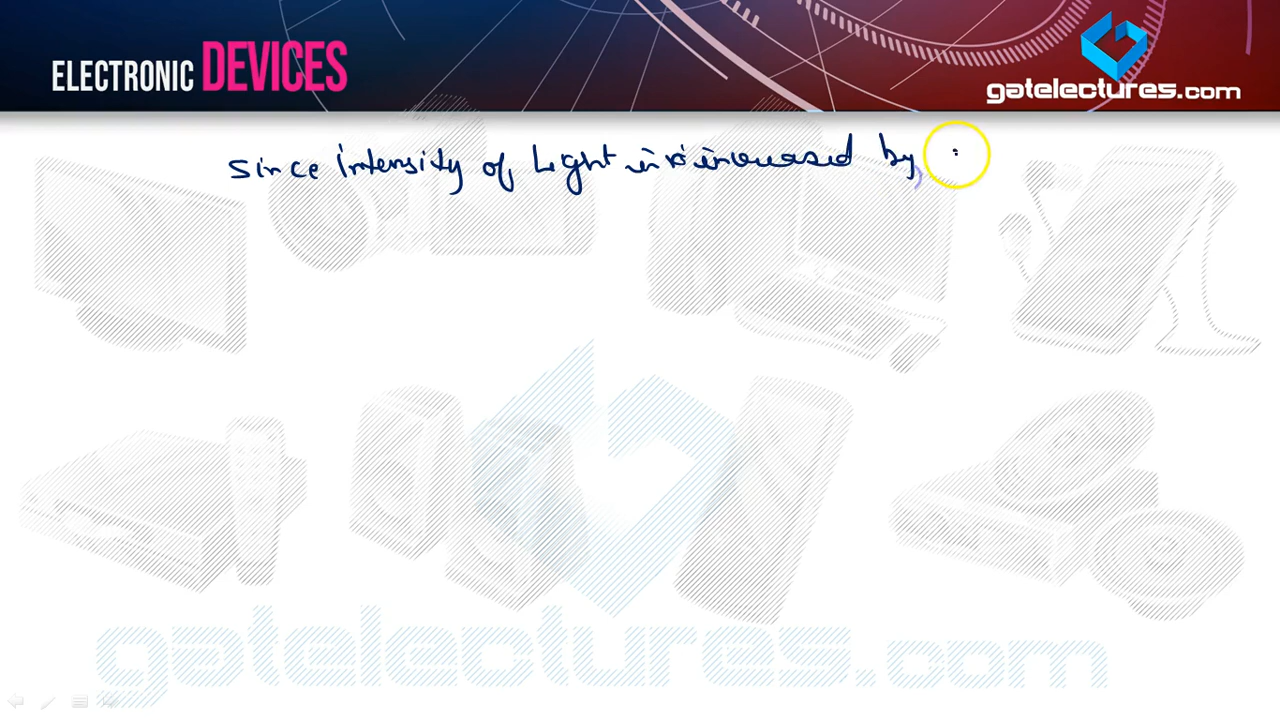 ELECTRONIC DEVICES
gatelectures.com
Since Intensity of Light is increased by
gatelectures.com